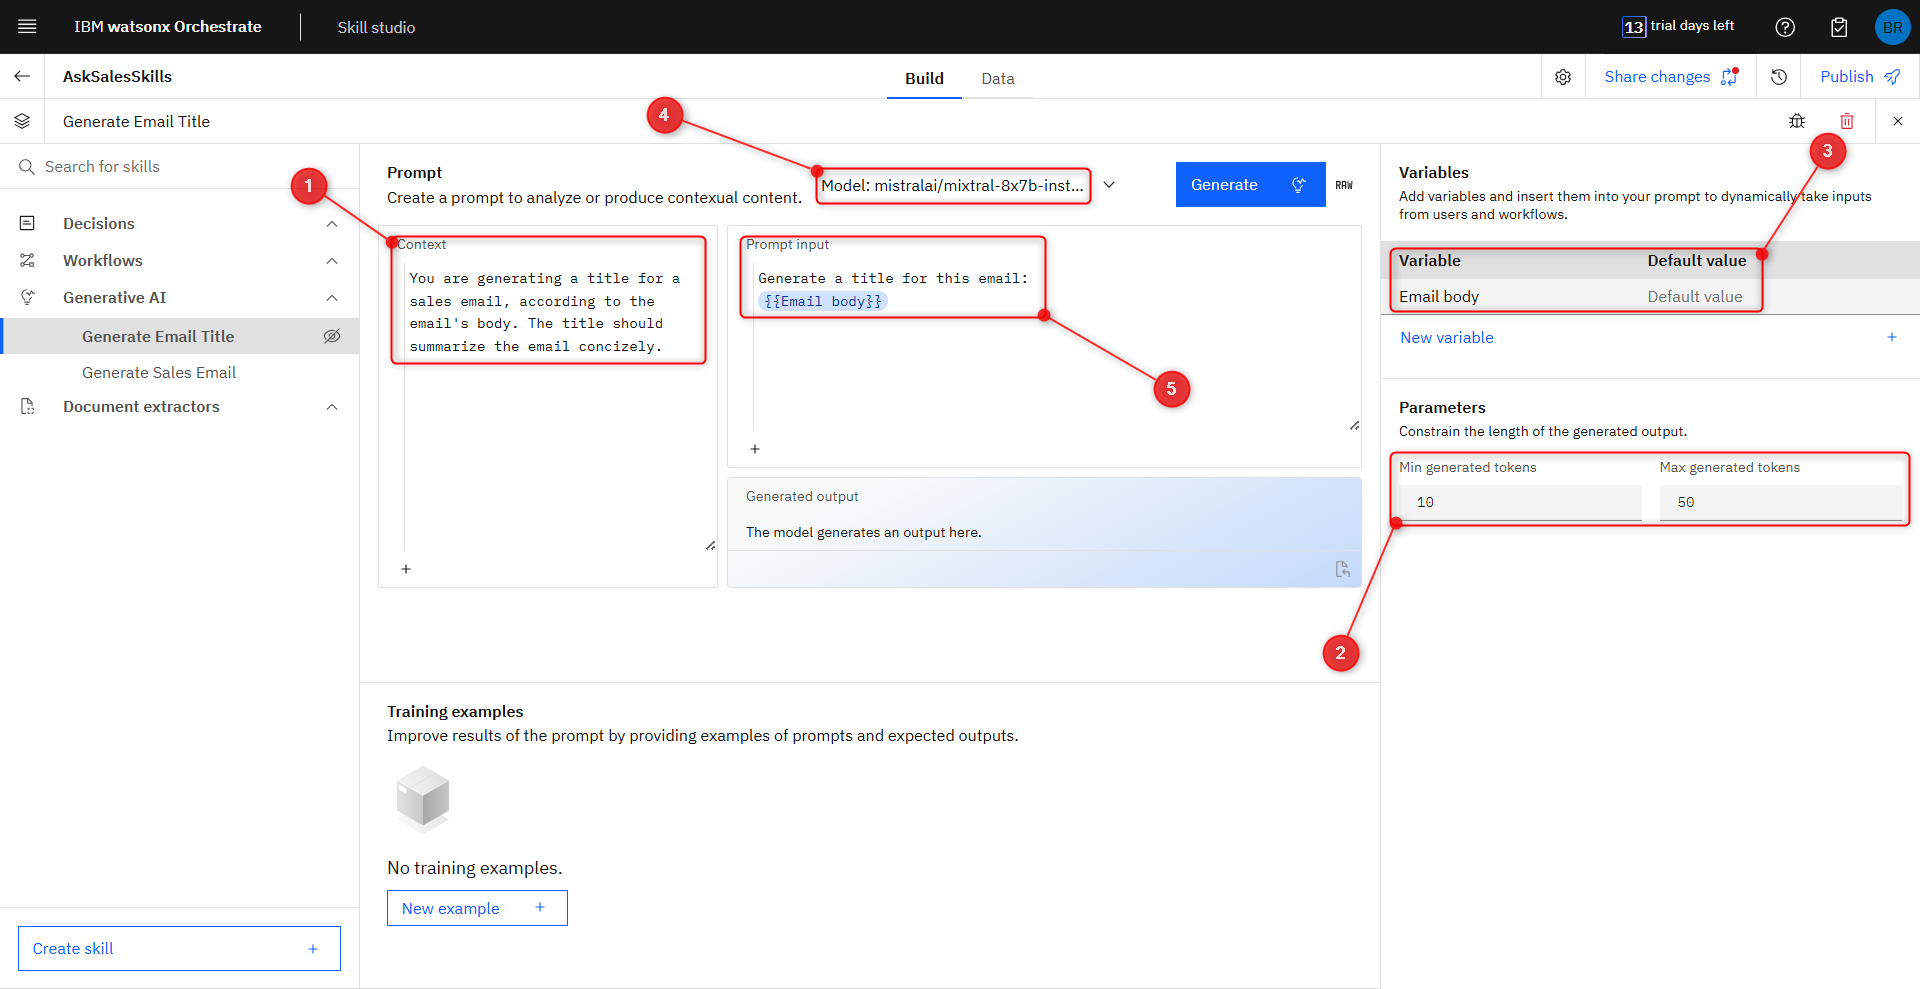 IBM watsonx Orchestrate
Skill studio
13 trial days left
BR
AskSalesSkills
Build
Data
Share changes
Publish
Generate Email Title
Search for skills
Decisions
Workflows
Generative AI
Generate Email Title
Generate Sales Email
Document extractors
Create skill
1
4
Prompt
Create a prompt to analyze or produce contexual content.
Model: mistralai/mixtral-8x7b-inst...
Generate
RAW
Context
You are generating a title for a
sales email, according to the
email's body. The title should
summarize the email concizely.
Prompt input
Generate a title for this email:
{{Email body}}
5
Generated output
The model generates an output here.
Training examples
Improve results of the prompt by providing examples of prompts and expected outputs.
No training examples.
New example
3
Variables
Add variables and insert them into your prompt to dynamically take inputs
from users and workflows.
Variable Default value
Email body Default value
New variable
Parameters
Constrain the length of the generated output.
Min generated tokens Max generated tokens
10 50
2